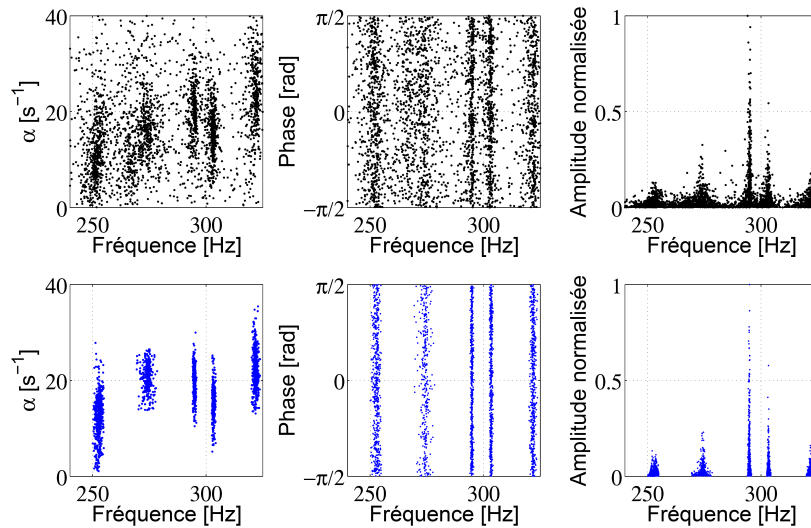 40
20
0
α [s⁻¹]
250
300
Fréquence [Hz]
π/2
0
−π/2
Phase [rad]
250
300
Fréquence [Hz]
1
0.5
0
Amplitude normalisée
250
300
Fréquence [Hz]
40
20
0
α [s⁻¹]
250
300
Fréquence [Hz]
π/2
0
−π/2
Phase [rad]
250
300
Fréquence [Hz]
1
0.5
0
Amplitude normalisée
250
300
Fréquence [Hz]